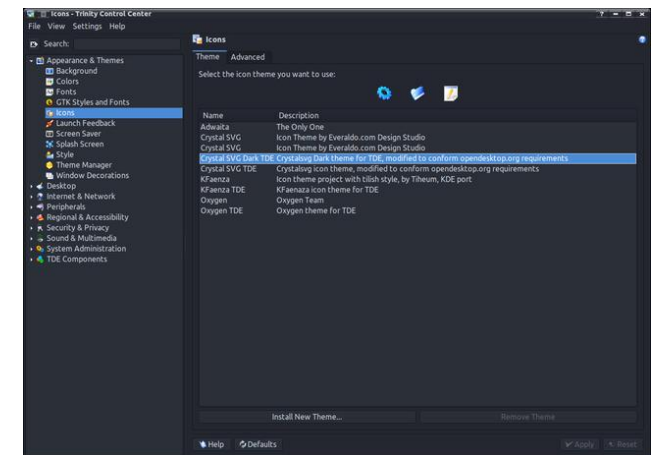 Icons - Trinity Control Center
File View Settings Help
Search:
Appearance & Themes
Background
Colors
Fonts
GTK Styles and Fonts
Icons
Launch Feedback
Screen Saver
Splash Screen
Style
Theme Manager
Window Decorations
Desktop
Internet & Network
Peripherals
Regional & Accessibility
Security & Privacy
Sound & Multimedia
System Administration
TDE Components
Icons
Theme Advanced
Select the icon theme you want to use:
Name Description
Adwaita The Only One
Crystal SVG Icon Theme by Everaldo.com Design Studio
Crystal SVG Icon Theme by Everaldo.com Design Studio
Crystal SVG Dark TDE Crystalsvg Dark theme for TDE, modified to conform opendesktop.org requirements
Crystal SVG TDE Crystalsvg icon theme, modified to conform opendesktop.org requirements
KFaenza Icon theme project with tilish style, by Tiheum, KDE port
KFaenza TDE KFaenaza icon theme for TDE
Oxygen Oxygen Team
Oxygen TDE Oxygen theme for TDE
Install New Theme... Remove Theme
Help Defaults Apply Reset